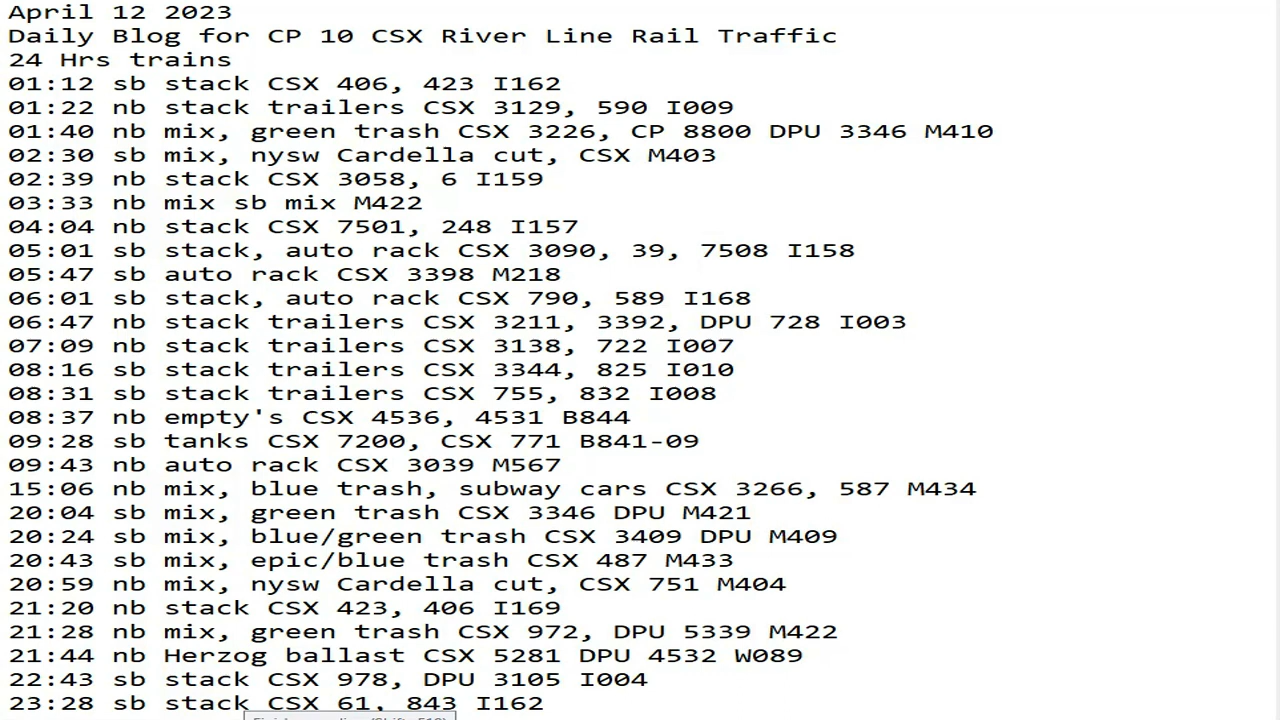 April 12 2023
Daily Blog for CP 10 CSX River Line Rail Traffic
24 Hrs trains
01:12 sb stack CSX 406, 423 I162
01:22 nb stack trailers CSX 3129, 590 I009
01:40 nb mix, green trash CSX 3226, CP 8800 DPU 3346 M410
02:30 sb mix, nysw Cardella cut, CSX M403
02:39 nb stack CSX 3058, 6 I159
03:33 nb mix sb mix M422
04:04 nb stack CSX 7501, 248 I157
05:01 sb stack, auto rack CSX 3090, 39, 7508 I158
05:47 sb auto rack CSX 3398 M218
06:01 sb stack, auto rack CSX 790, 589 I168
06:47 nb stack trailers CSX 3211, 3392, DPU 728 I003
07:09 nb stack trailers CSX 3138, 722 I007
08:16 sb stack trailers CSX 3344, 825 I010
08:31 sb stack trailers CSX 755, 832 I008
08:37 nb empty's CSX 4536, 4531 B844
09:28 sb tanks CSX 7200, CSX 771 B841-09
09:43 nb auto rack CSX 3039 M567
15:06 nb mix, blue trash, subway cars CSX 3266, 587 M434
20:04 sb mix, green trash CSX 3346 DPU M421
20:24 sb mix, blue/green trash CSX 3409 DPU M409
20:43 sb mix, epic/blue trash CSX 487 M433
20:59 nb mix, nysw Cardella cut, CSX 751 M404
21:20 nb stack CSX 423, 406 I169
21:28 nb mix, green trash CSX 972, DPU 5339 M422
21:44 nb Herzog ballast CSX 5281 DPU 4532 W089
22:43 sb stack CSX 978, DPU 3105 I004
23:28 sb stack CSX 61, 843 I162